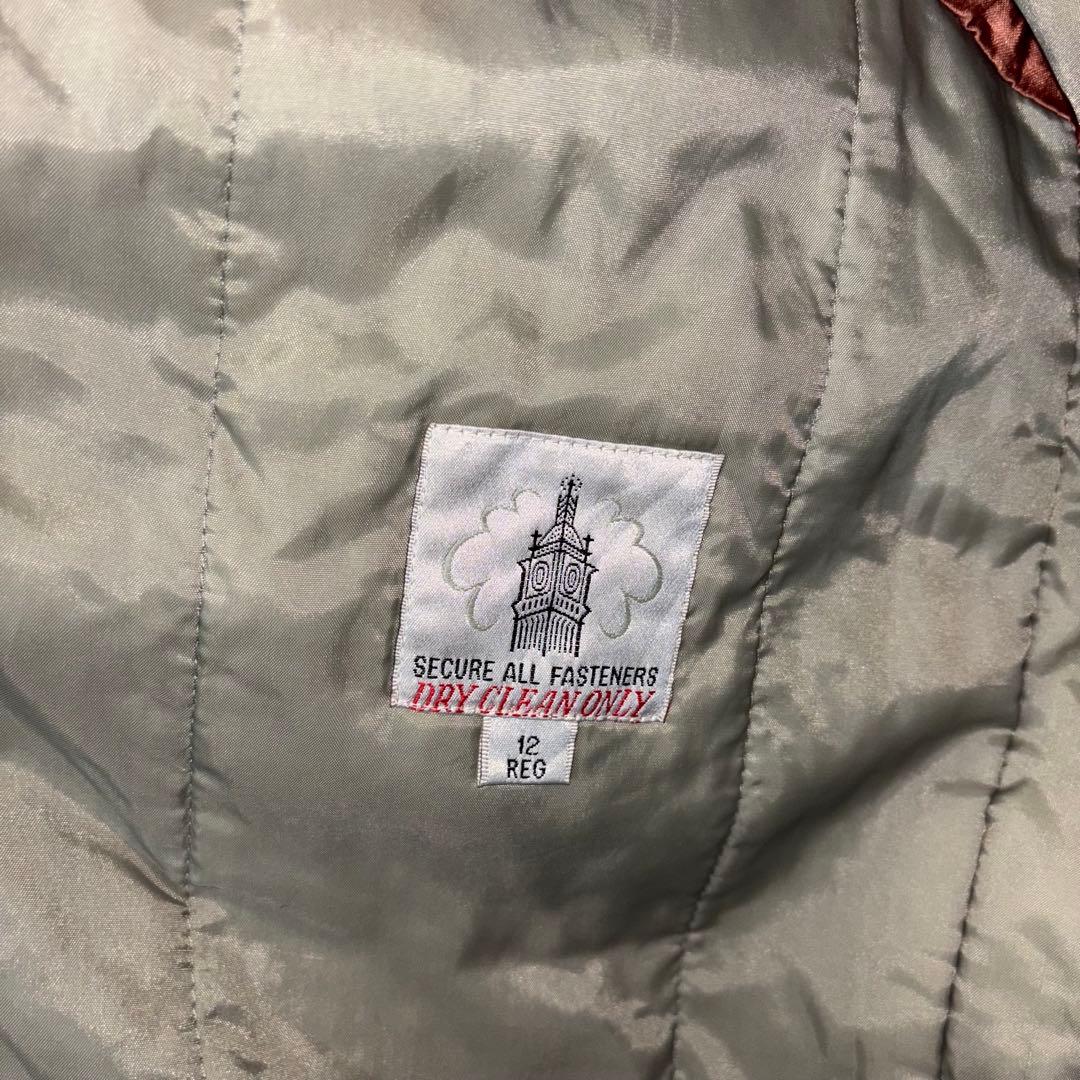 SECURE ALL FASTENERS
DRY CLEAN ONLY
12
REG